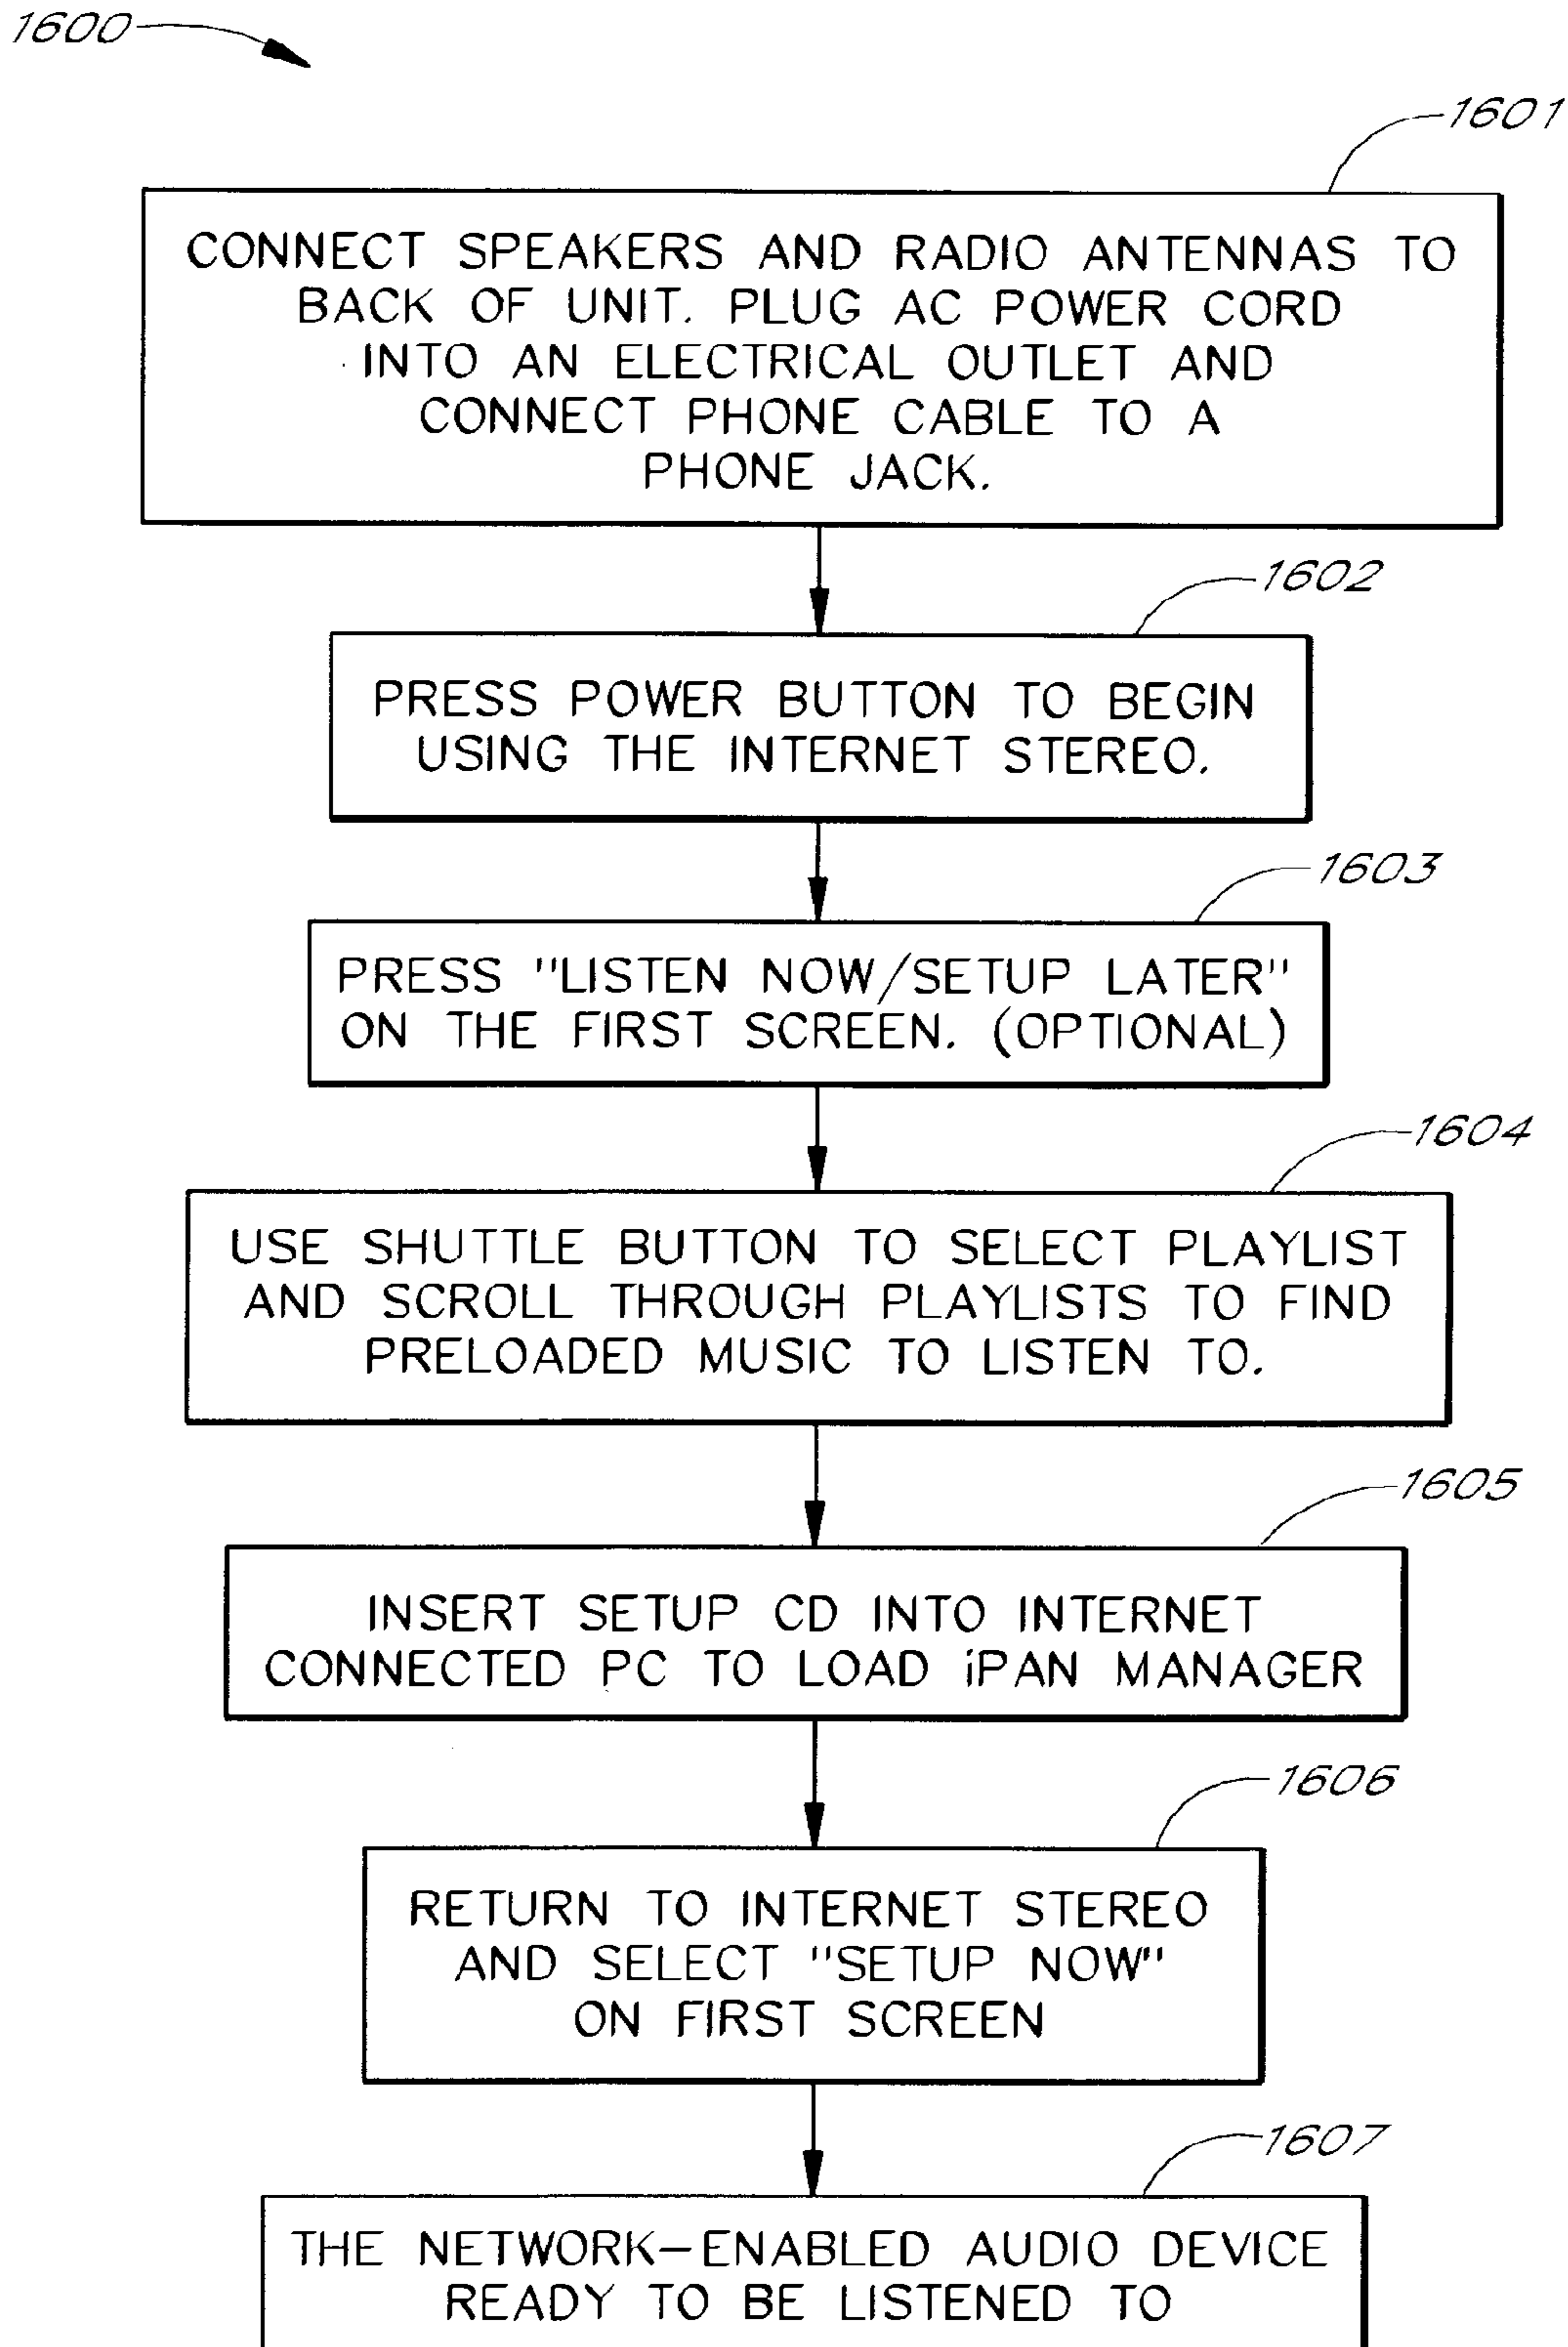 1600
1601
CONNECT SPEAKERS AND RADIO ANTENNAS TO
BACK OF UNIT. PLUG AC POWER CORD
INTO AN ELECTRICAL OUTLET AND
CONNECT PHONE CABLE TO A
PHONE JACK.
1602
PRESS POWER BUTTON TO BEGIN
USING THE INTERNET STEREO.
1603
PRESS "LISTEN NOW/SETUP LATER"
ON THE FIRST SCREEN. (OPTIONAL)
1604
USE SHUTTLE BUTTON TO SELECT PLAYLIST
AND SCROLL THROUGH PLAYLISTS TO FIND
PRELOADED MUSIC TO LISTEN TO.
1605
INSERT SETUP CD INTO INTERNET
CONNECTED PC TO LOAD iPAN MANAGER
1606
RETURN TO INTERNET STEREO
AND SELECT "SETUP NOW"
ON FIRST SCREEN
1607
THE NETWORK-ENABLED AUDIO DEVICE
READY TO BE LISTENED TO